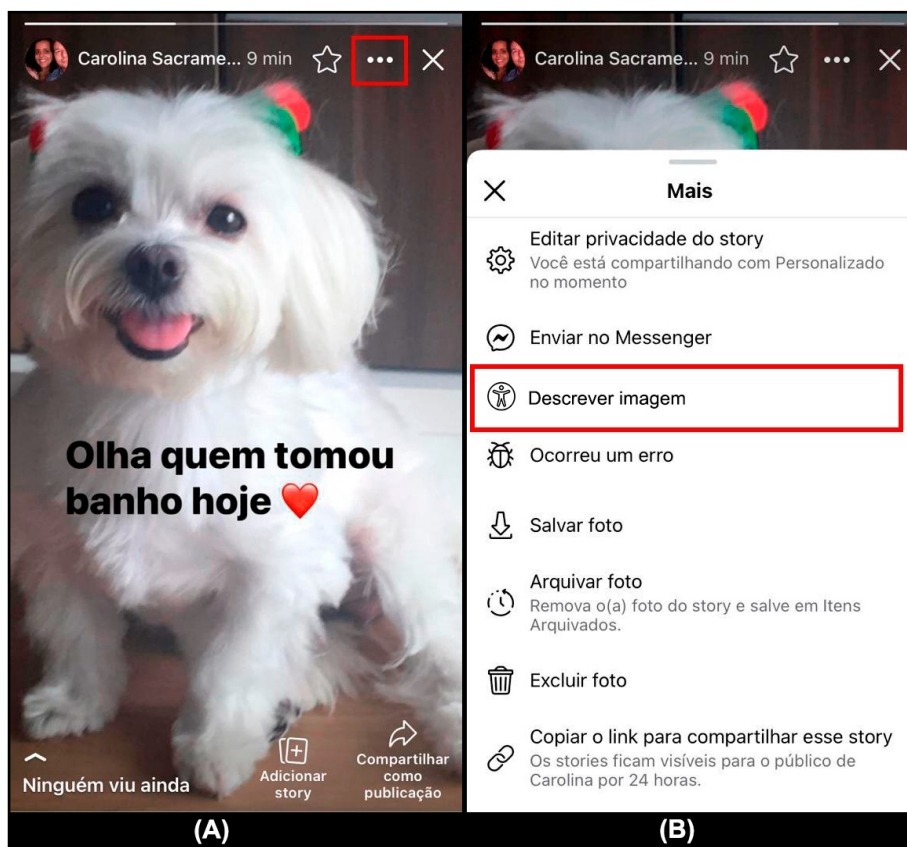 Carolina Sacrame... 9 min
Olha quem tomou
banho hoje ❤️
Ninguém viu ainda
Adicionar
story
Compartilhar
como
publicação
(A)
Carolina Sacrame... 9 min
Mais
Editar privacidade do story
Você está compartilhando com Personalizado
no momento
Enviar no Messenger
Descrever imagem
Ocorreu um erro
Salvar foto
Arquivar foto
Remova o(a) foto do story e salve em Itens
Arquivados.
Excluir foto
Copiar o link para compartilhar esse story
Os stories ficam visíveis para o público de
Carolina por 24 horas.
(B)